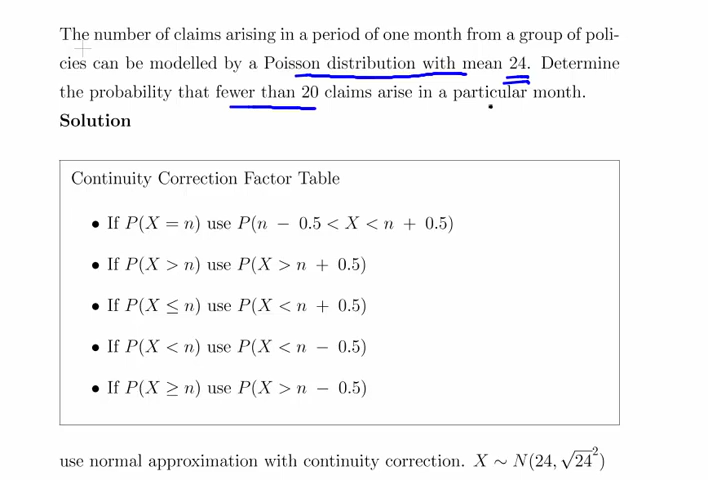 The number of claims arising in a period of one month from a group of poli-
cies can be modelled by a Poisson distribution with mean 24. Determine
the probability that fewer than 20 claims arise in a particular month.
Solution
Continuity Correction Factor Table
• If P(X = n) use P(n − 0.5 < X < n + 0.5)
• If P(X > n) use P(X > n + 0.5)
• If P(X ≤ n) use P(X < n + 0.5)
• If P(X < n) use P(X < n − 0.5)
• If P(X ≥ n) use P(X > n − 0.5)
use normal approximation with continuity correction. X ∼ N(24, √24²)